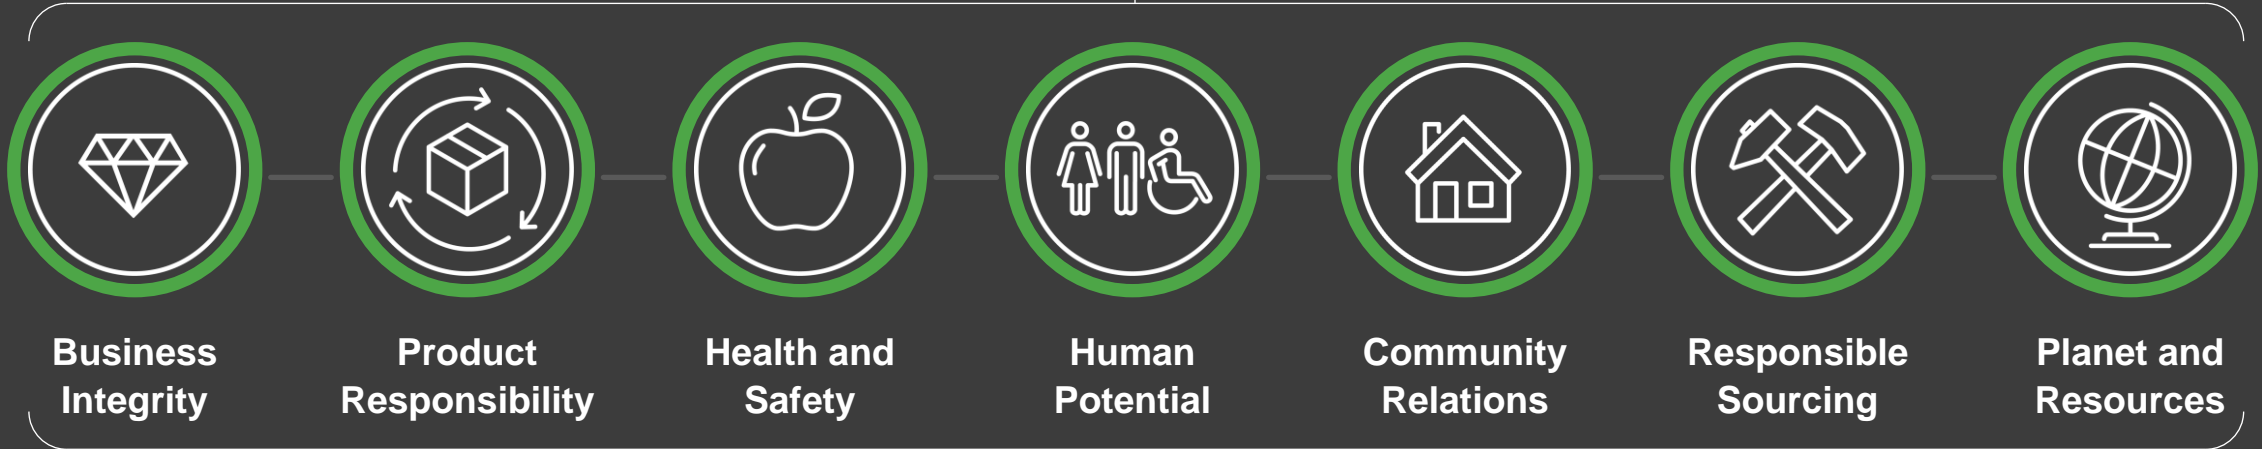 Business
Integrity
Product
Responsibility
Health and
Safety
Human
Potential
Community
Relations
Responsible
Sourcing
Planet and
Resources